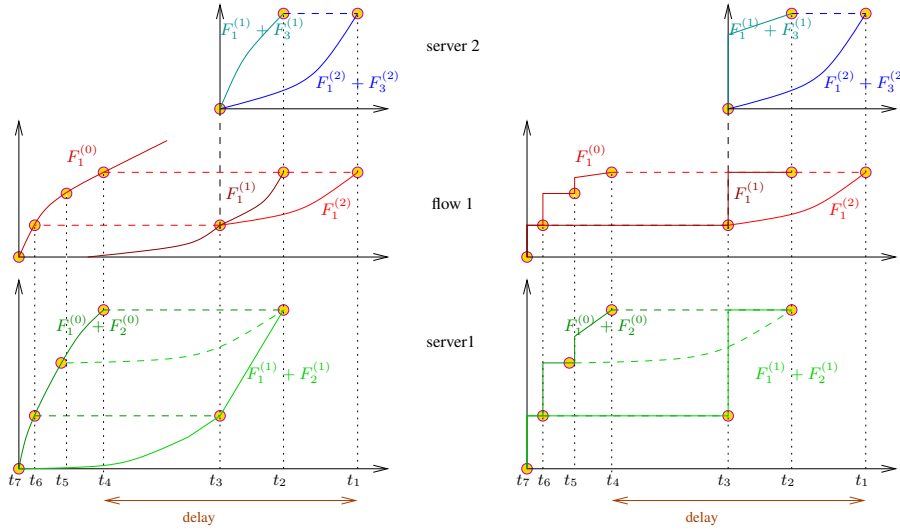 F_1^{(1)} + F_3^{(1)}
F_1^{(2)} + F_3^{(2)}
server 2
F_1^{(1)} + F_3^{(1)}
F_1^{(2)} + F_3^{(2)}
F_1^{(0)}
F_1^{(1)}
F_1^{(2)}
flow 1
F_1^{(0)}
F_1^{(1)}
F_1^{(2)}
F_1^{(0)} + F_2^{(0)}
F_1^{(1)} + F_2^{(1)}
server1
F_1^{(0)} + F_2^{(0)}
F_1^{(1)} + F_2^{(1)}
t_7 t_6 t_5 t_4 t_3 t_2 t_1
t_7 t_6 t_5 t_4 t_3 t_2 t_1
delay
delay